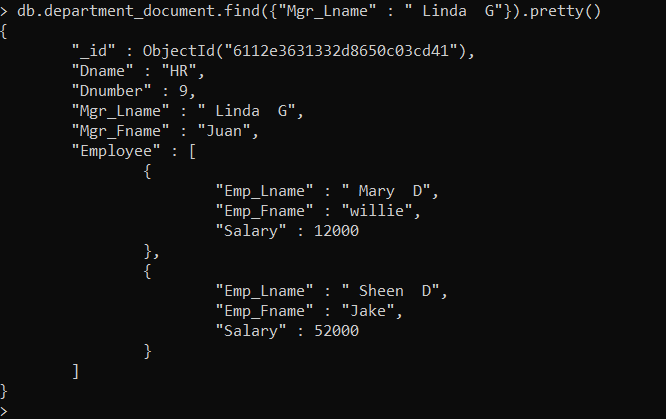 > db.department_document.find({"Mgr_Lname" : " Linda  G"}).pretty()
{
        "_id" : ObjectId("6112e3631332d8650c03cd41"),
        "Dname" : "HR",
        "Dnumber" : 9,
        "Mgr_Lname" : " Linda  G",
        "Mgr_Fname" : "Juan",
        "Employee" : [
                {
                        "Emp_Lname" : " Mary  D",
                        "Emp_Fname" : "willie",
                        "Salary" : 12000
                },
                {
                        "Emp_Lname" : " Sheen  D",
                        "Emp_Fname" : "Jake",
                        "Salary" : 52000
                }
        ]
}
>